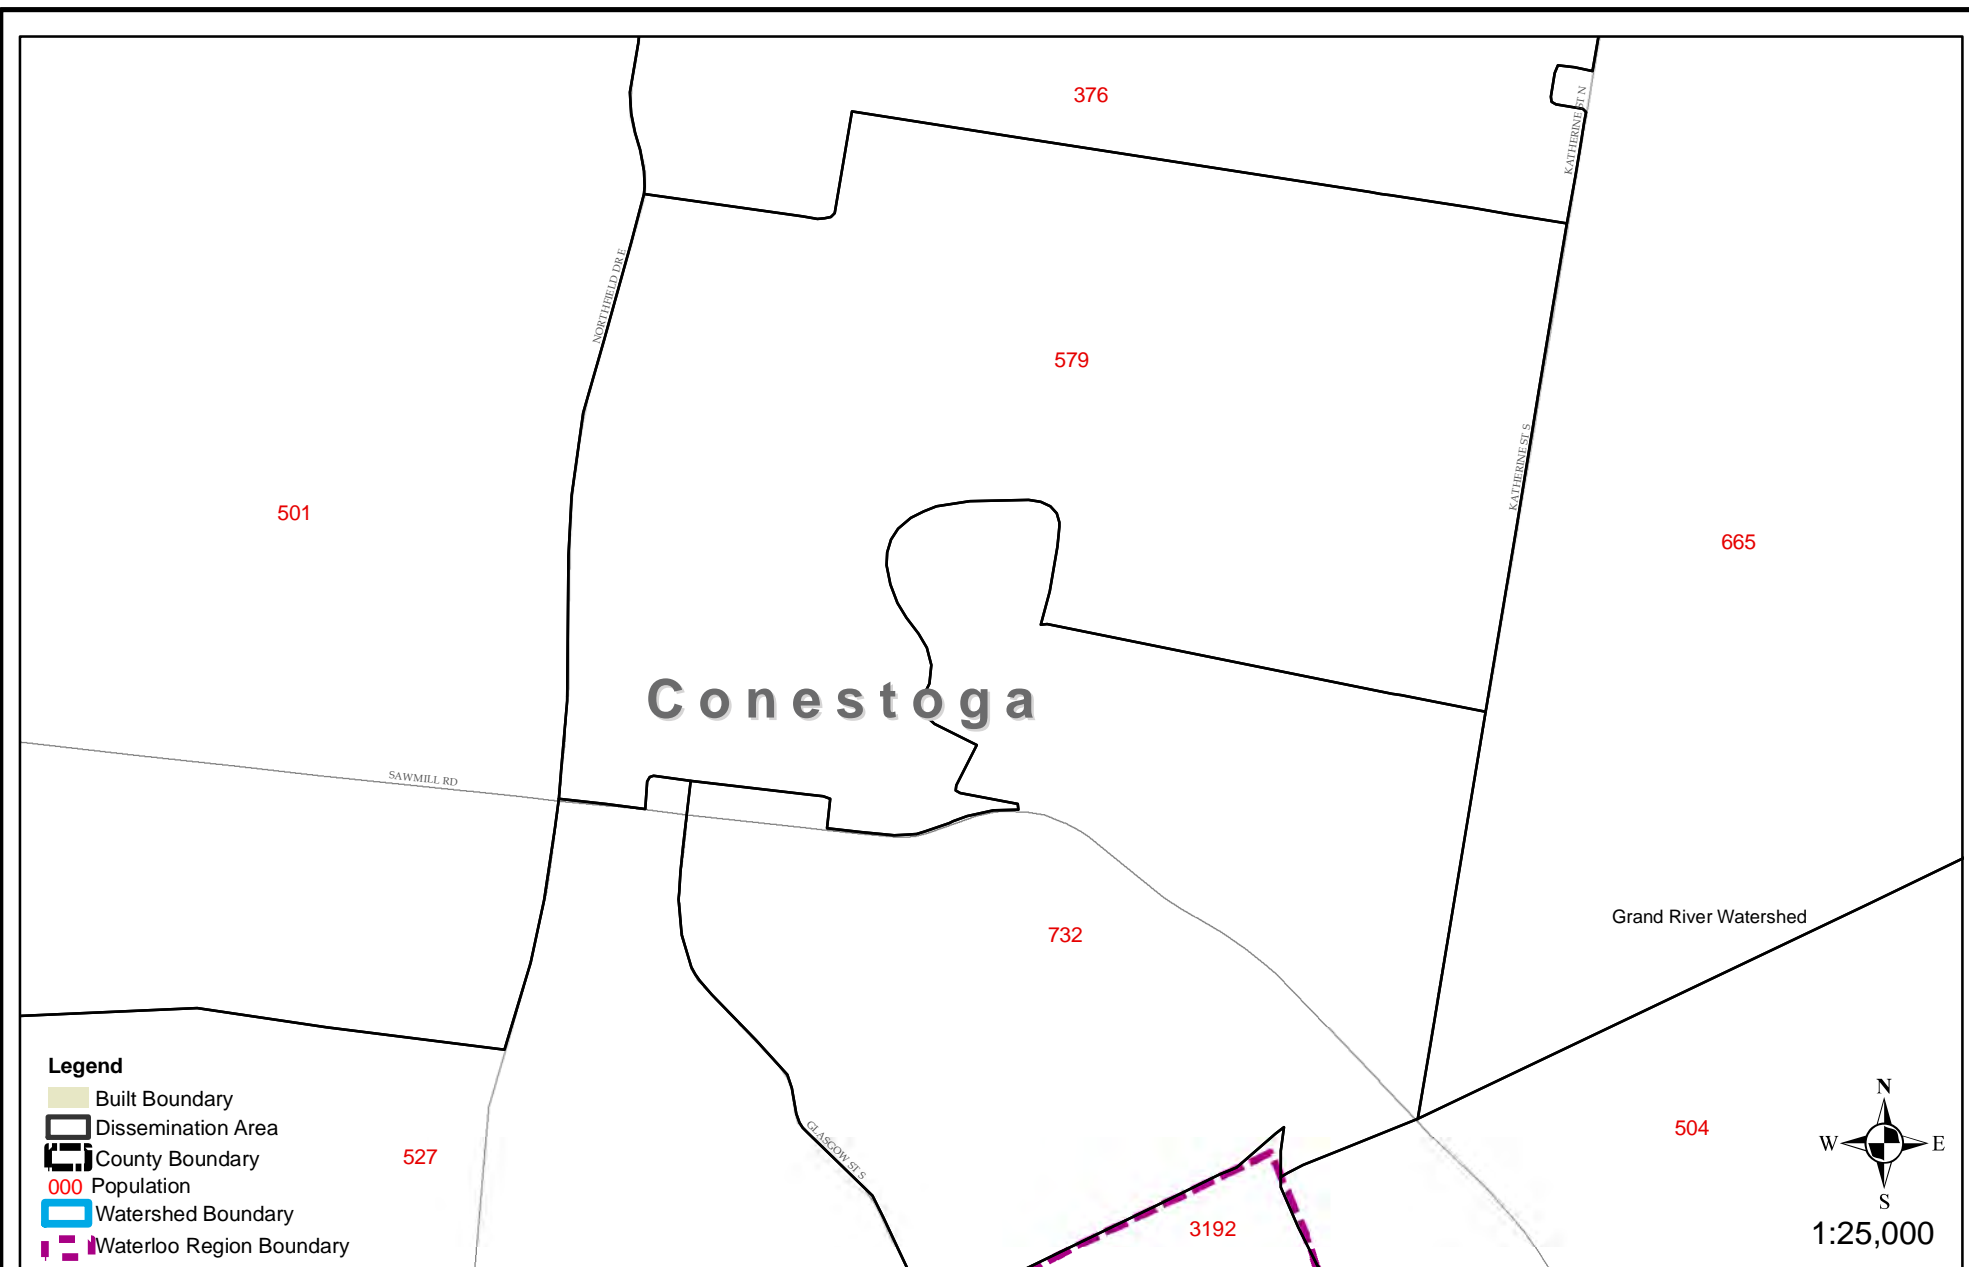 376
KATHERINE ST N
579
NORTHFIELD DR E
KATHERINE ST S
501
665
Conestoga
SAWMILL RD
732
Grand River Watershed
Legend
Built Boundary
Dissemination Area
County Boundary
000 Population
Watershed Boundary
Waterloo Region Boundary
527
GLASGOW ST S
3192
504
N
W E
S
1:25,000